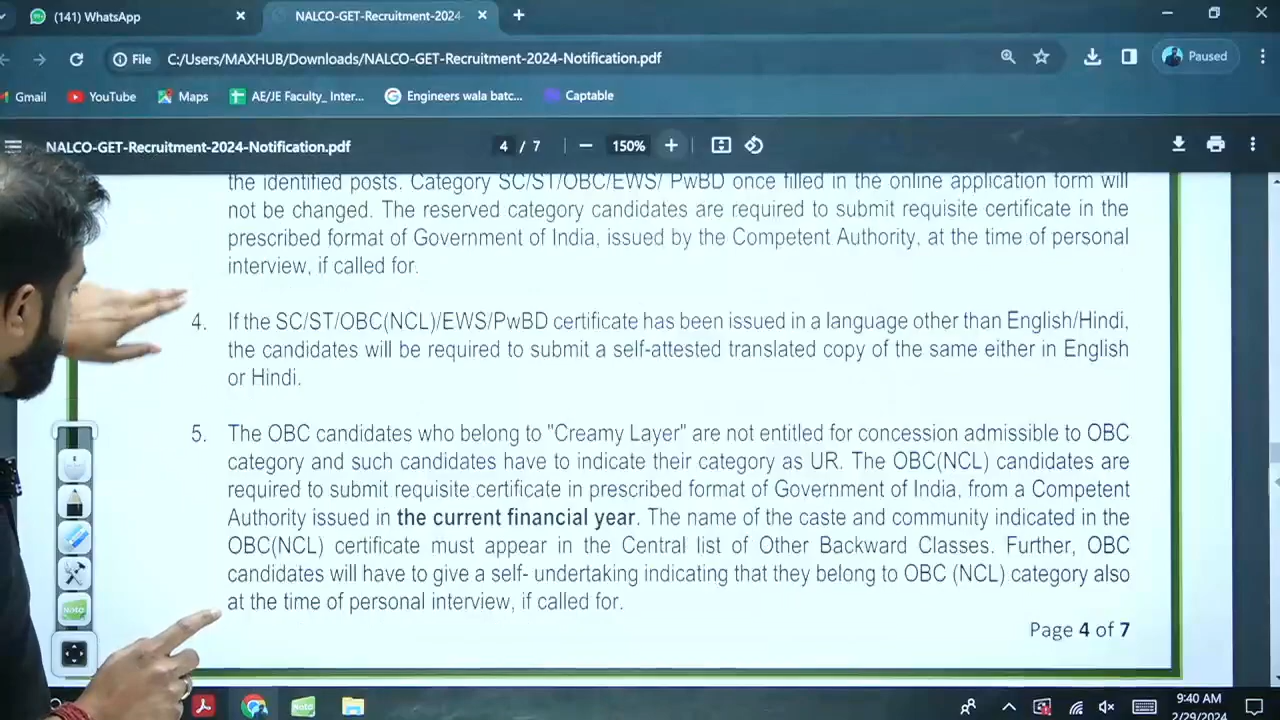 (141) WhatsApp
NALCO-GET-Recruitment-2024-
File C:/Users/MAXHUB/Downloads/NALCO-GET-Recruitment-2024-Notification.pdf
Paused
Gmail YouTube Maps AE/JE Faculty_ Inter... Engineers wala batc... Captable
NALCO-GET-Recruitment-2024-Notification.pdf 4 / 7 150%
the identified posts. Category SC/ST/OBC/EWS/ PwBD once filled in the online application form will
not be changed. The reserved category candidates are required to submit requisite certificate in the
prescribed format of Government of India, issued by the Competent Authority, at the time of personal
interview, if called for.
4. If the SC/ST/OBC(NCL)/EWS/PwBD certificate has been issued in a language other than English/Hindi,
the candidates will be required to submit a self-attested translated copy of the same either in English
or Hindi.
5. The OBC candidates who belong to "Creamy Layer" are not entitled for concession admissible to OBC
category and such candidates have to indicate their category as UR. The OBC(NCL) candidates are
required to submit requisite certificate in prescribed format of Government of India, from a Competent
Authority issued in the current financial year. The name of the caste and community indicated in the
OBC(NCL) certificate must appear in the Central list of Other Backward Classes. Further, OBC
candidates will have to give a self- undertaking indicating that they belong to OBC (NCL) category also
at the time of personal interview, if called for.
Page 4 of 7
Note
Note
9:40 AM
2/29/2024